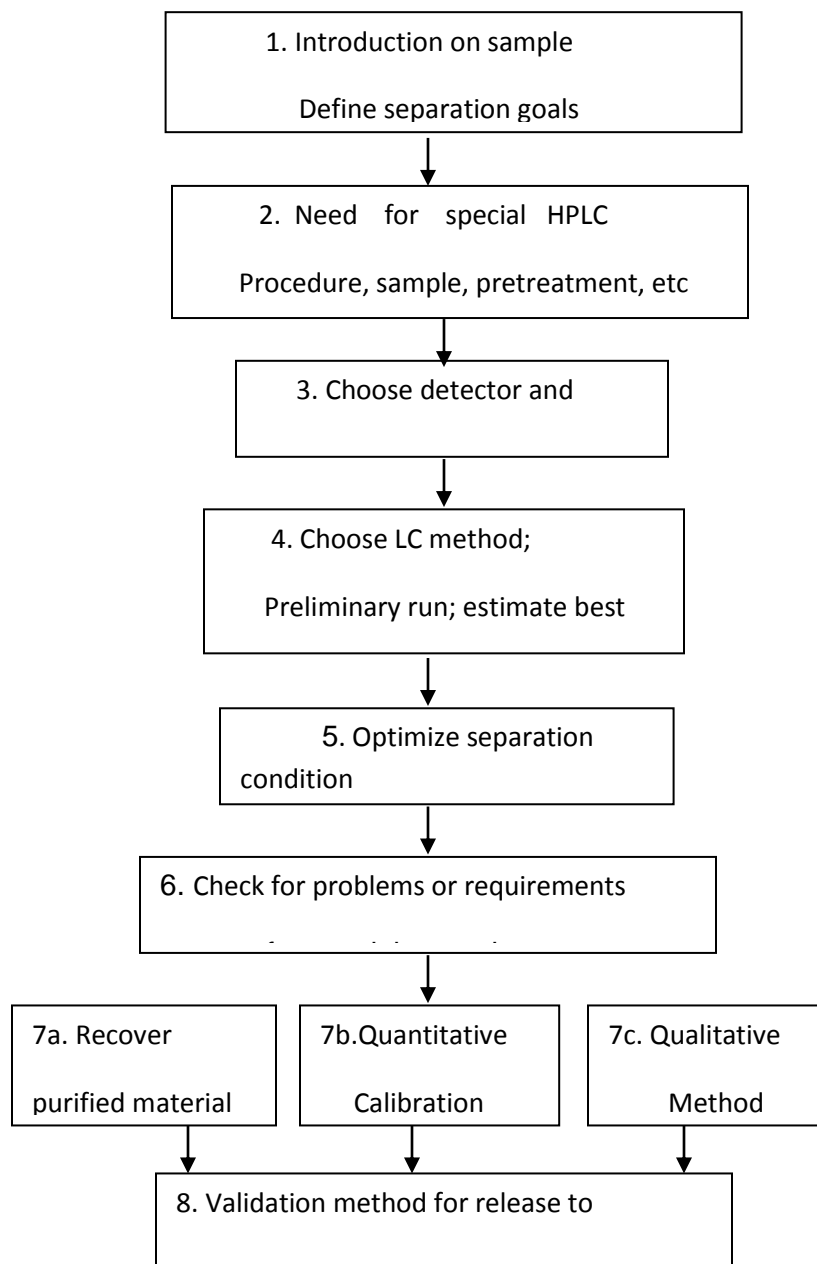 1. Introduction on sample
Define separation goals
2. Need for special HPLC
Procedure, sample, pretreatment, etc
3. Choose detector and
4. Choose LC method;
Preliminary run; estimate best
5. Optimize separation
condition
6. Check for problems or requirements
7a. Recover
purified material
7b.Quantitative
Calibration
7c. Qualitative
Method
8. Validation method for release to